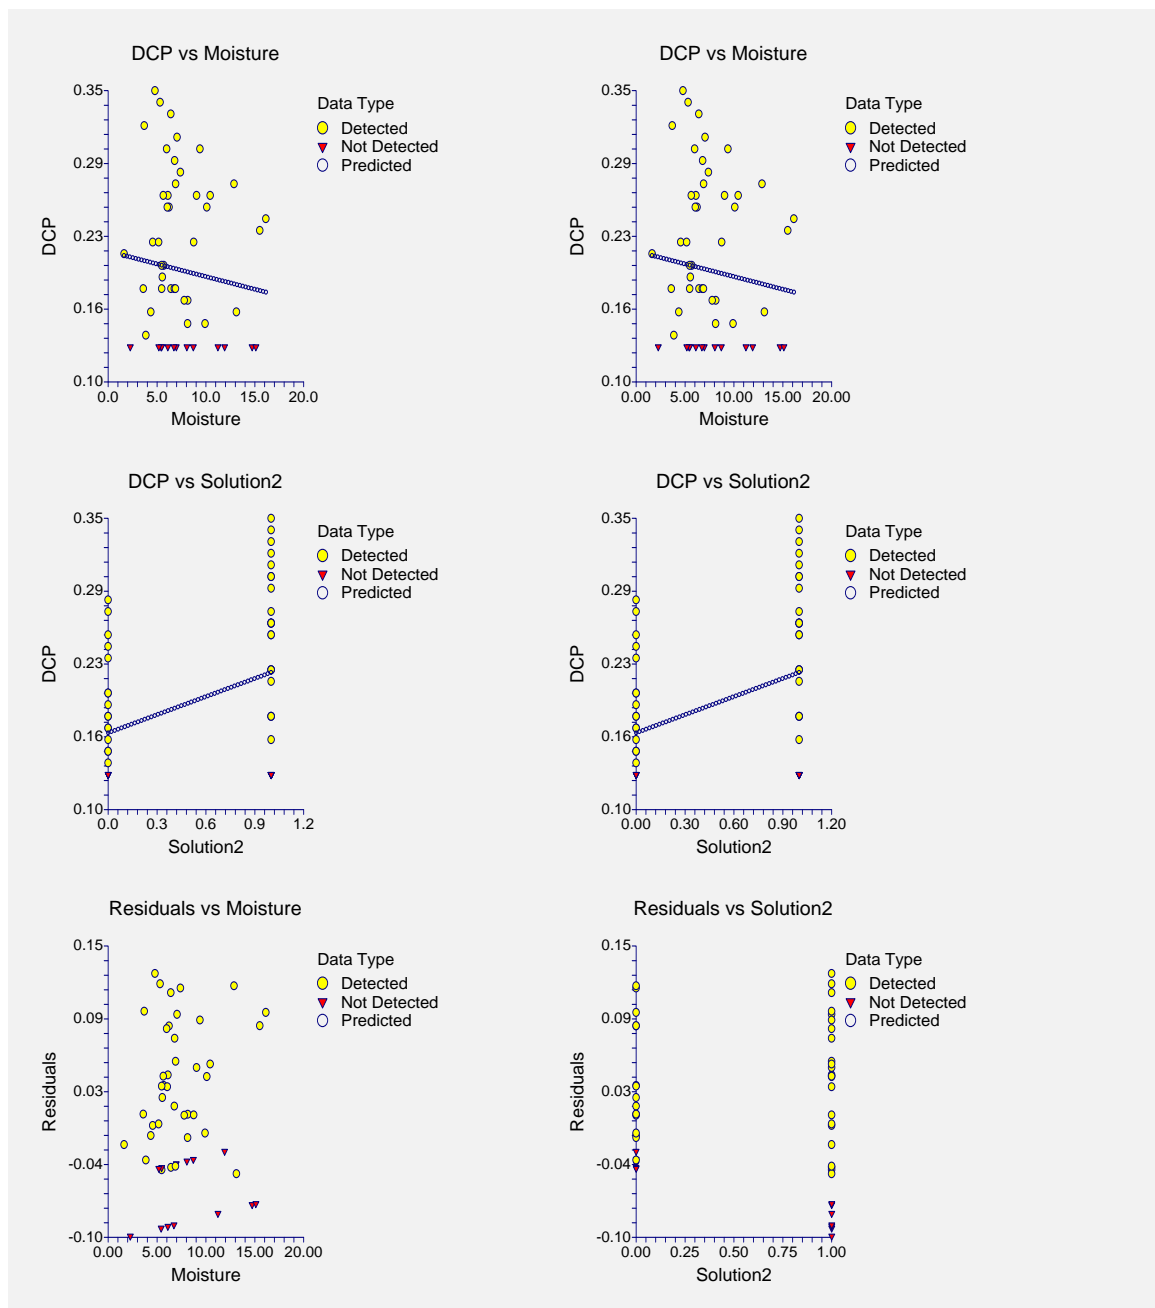 DCP vs Moisture
0.35
0.29
0.23
0.16
0.10
DCP
0.0 5.0 10.0 15.0 20.0
Moisture
Data Type
Detected
Not Detected
Predicted
DCP vs Moisture
0.35
0.29
0.23
0.16
0.10
DCP
0.00 5.00 10.00 15.00 20.00
Moisture
Data Type
Detected
Not Detected
Predicted
DCP vs Solution2
0.35
0.29
0.23
0.16
0.10
DCP
0.0 0.3 0.6 0.9 1.2
Solution2
Data Type
Detected
Not Detected
Predicted
DCP vs Solution2
0.35
0.29
0.23
0.16
0.10
DCP
0.00 0.30 0.60 0.90 1.20
Solution2
Data Type
Detected
Not Detected
Predicted
Residuals vs Moisture
0.15
0.09
0.03
-0.04
-0.10
Residuals
0.00 5.00 10.00 15.00 20.00
Moisture
Data Type
Detected
Not Detected
Predicted
Residuals vs Solution2
0.15
0.09
0.03
-0.04
-0.10
Residuals
0.00 0.25 0.50 0.75 1.00
Solution2
Data Type
Detected
Not Detected
Predicted